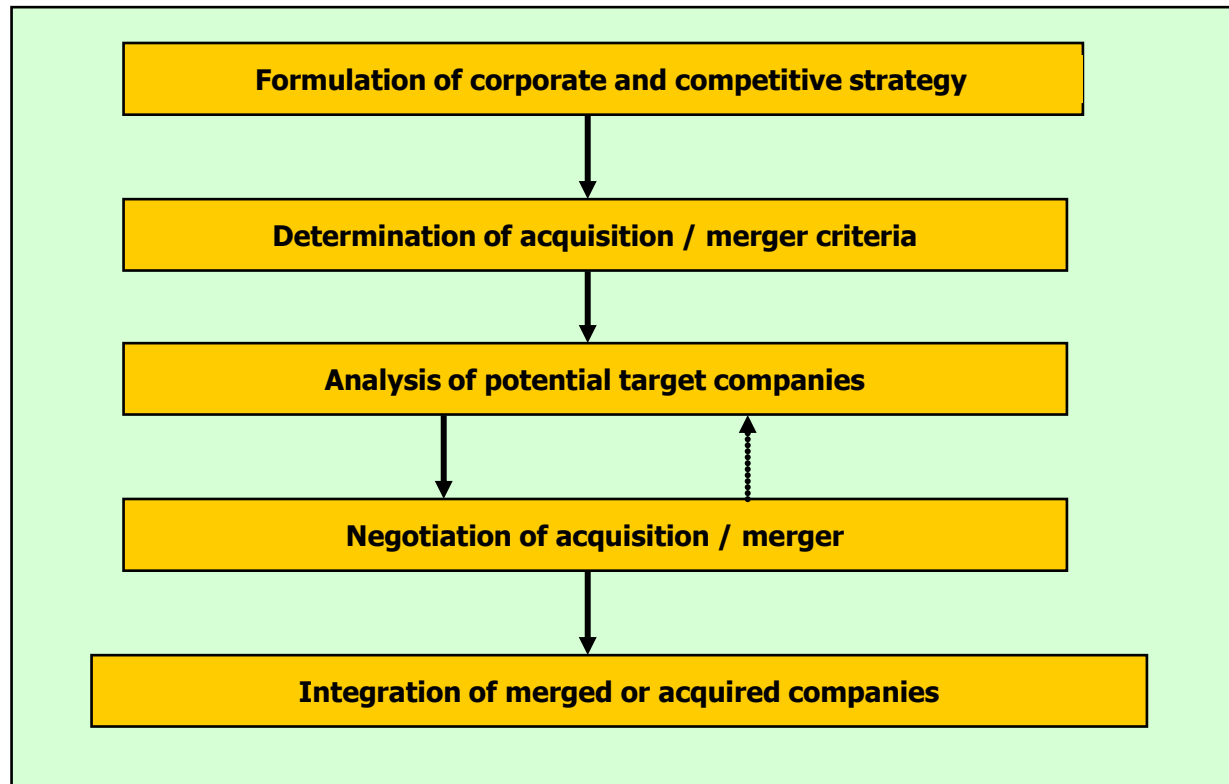 Formulation of corporate and competitive strategy
Determination of acquisition / merger criteria
Analysis of potential target companies
Negotiation of acquisition / merger
Integration of merged or acquired companies